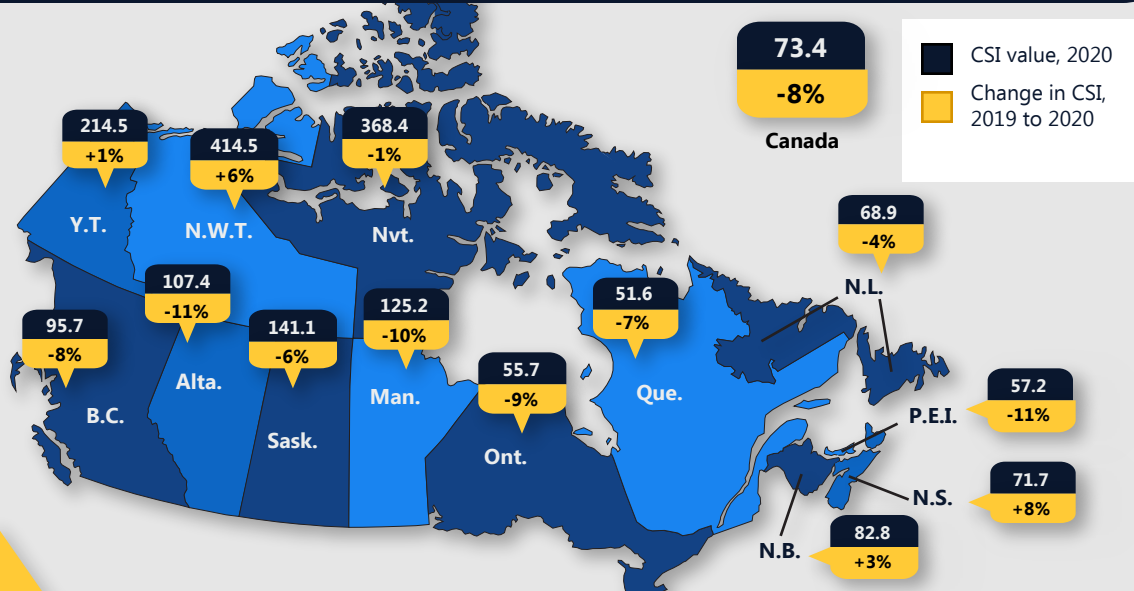 73.4
-8%
Canada
CSI value, 2020
Change in CSI,
2019 to 2020
214.5
+1%
Y.T.
414.5
+6%
N.W.T.
368.4
-1%
Nvt.
68.9
-4%
N.L.
95.7
-8%
B.C.
107.4
-11%
Alta.
141.1
-6%
Sask.
125.2
-10%
Man.
55.7
-9%
Ont.
51.6
-7%
Que.
57.2
-11%
P.E.I.
71.7
+8%
N.S.
82.8
+3%
N.B.